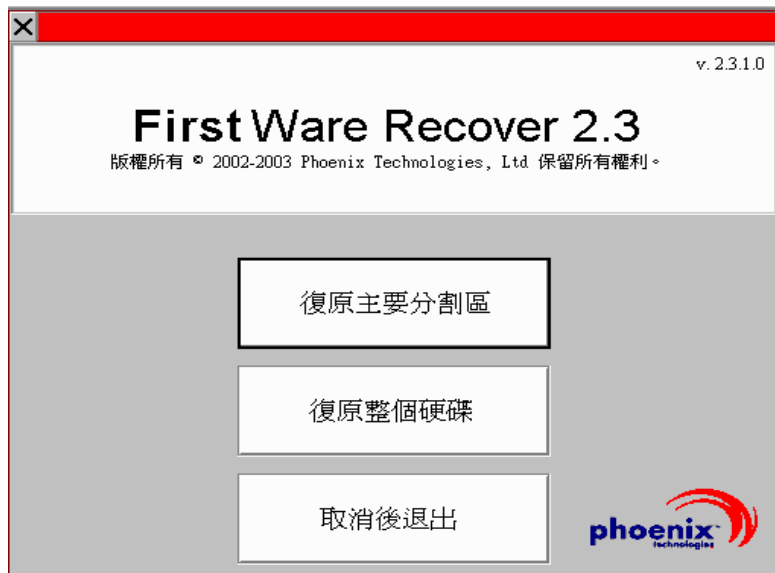 v. 2.3.1.0
FirstWare Recover 2.3
版權所有 © 2002-2003 Phoenix Technologies, Ltd 保留所有權利。
復原主要分割區
復原整個硬碟
取消後退出
phoenix
technologies